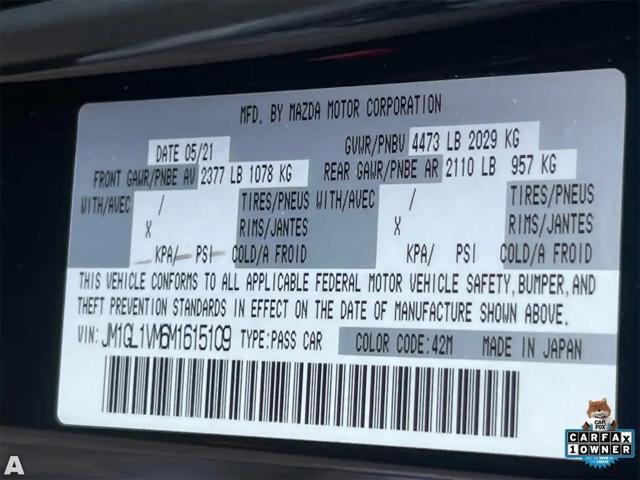 MFD. BY MAZDA MOTOR CORPORATION
DATE 05/21 GVWR/PNBV 4473 LB 2029 KG
FRONT GAWR/PNBE AV 2377 LB 1078 KG REAR GAWR/PNBE AR 2110 LB 957 KG
WITH/AVEC / TIRES/PNEUS WITH/AVEC / TIRES/PNEUS
X RIMS/JANTES X RIMS/JANTES
KPA/ PSI COLD/A FROID KPA/ PSI COLD/A FROID
THIS VEHICLE CONFORMS TO ALL APPLICABLE FEDERAL MOTOR VEHICLE SAFETY, BUMPER, AND
THEFT PREVENTION STANDARDS IN EFFECT ON THE DATE OF MANUFACTURE SHOWN ABOVE.
VIN: JM1GL1VM6M1615109 TYPE:PASS CAR COLOR CODE:42M MADE IN JAPAN
A
CAR
FOX
CARFAX
1 OWNER